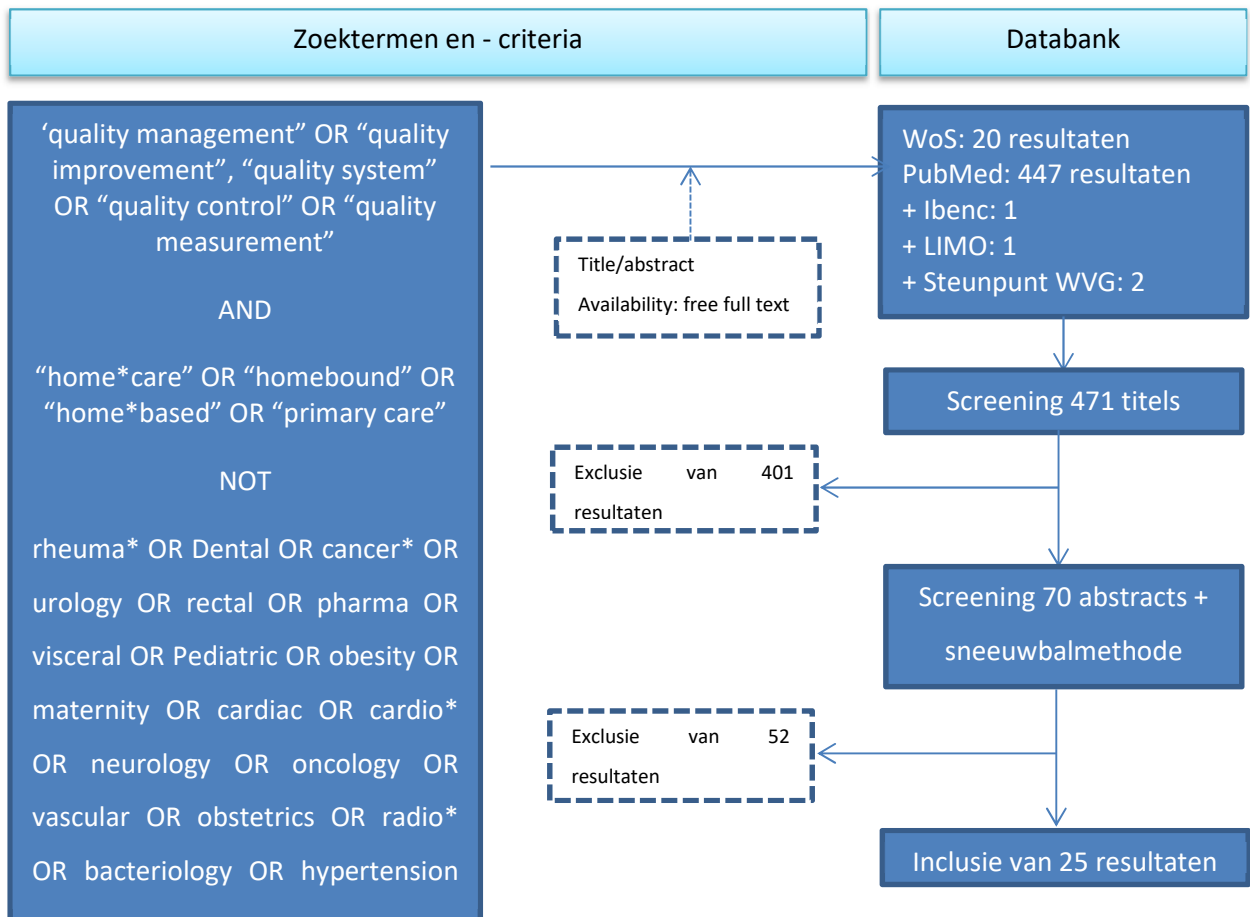 Zoektermen en - criteria
Databank
‘quality management” OR “quality
improvement”, “quality system”
OR “quality control” OR “quality
measurement”
AND
“home*care” OR “homebound” OR
“home*based” OR “primary care”
NOT
rheuma* OR Dental OR cancer* OR
urology OR rectal OR pharma OR
visceral OR Pediatric OR obesity OR
maternity OR cardiac OR cardio*
OR neurology OR oncology OR
vascular OR obstetrics OR radio*
OR bacteriology OR hypertension
Title/abstract
Availability: free full text
WoS: 20 resultaten
PubMed: 447 resultaten
+ Ibenc: 1
+ LIMO: 1
+ Steunpunt WVG: 2
Screening 471 titels
Exclusie van 401
resultaten
Screening 70 abstracts +
sneeuwbalmethode
Exclusie van 52
resultaten
Inclusie van 25 resultaten